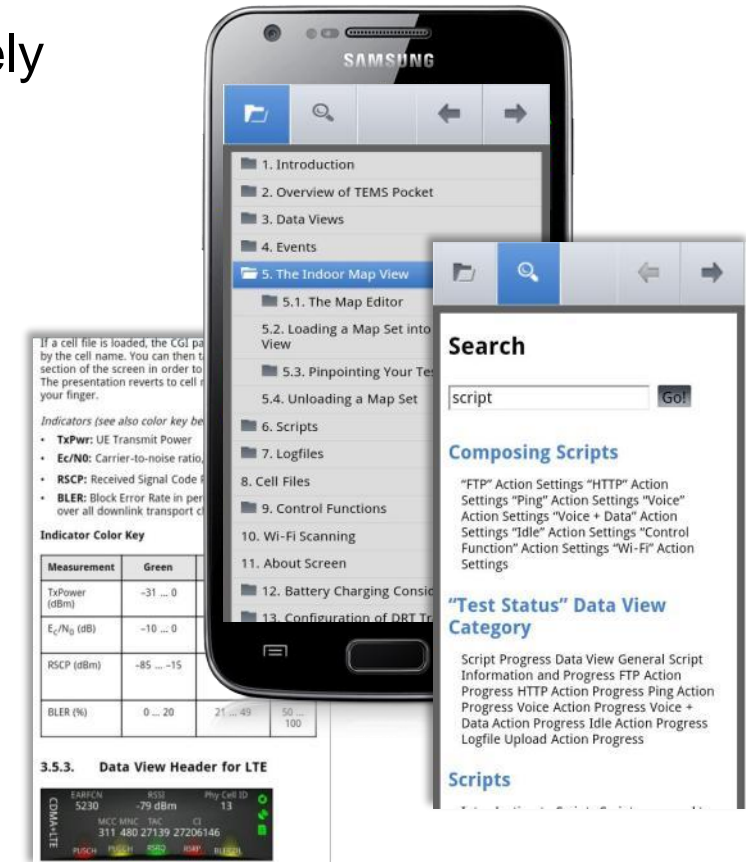 ely
SAMSUNG
1. Introduction
2. Overview of TEMS Pocket
3. Data Views
4. Events
5. The Indoor Map View
5.1. The Map Editor
5.2. Loading a Map Set into
View
5.3. Pinpointing Your
5.4. Unloading a Map Set
6. Scripts
7. Logfiles
8. Cell Files
9. Control Functions
10. Wi-Fi Scanning
11. About Screen
12. Battery Charging
13. Configuration of DRT
Search
script
Go!
Composing Scripts
"FTP" Action Settings "HTTP" Action
Settings "Ping" Action Settings "Voice"
Action Settings "Voice + Data" Action
Settings "Idle" Action Settings "Control
Function" Action Settings "Wi-Fi" Action
Settings
"Test Status" Data View
Category
Script Progress Data View General Script
Information and Progress FTP Action
Progress HTTP Action Progress Ping Action
Progress Voice Action Progress Voice +
Data Action Progress Idle Action Progress
Logfile Upload Action Progress
Scripts
If a cell file is loaded, the CGI
by the cell name. You can then
section of the screen in order to
The presentation reverts to cell
your finger.
Indicators (see also color key
• TxPwr: UE Transmit Power
• Ec/N0: Carrier-to-noise ratio,
• RSCP: Received Signal Code
• BLER: Block Error Rate in
over all downlink transport
Indicator Color Key
Measurement Green
TxPower (dBm) –31 ... 0
Ec/N0 (dB) –10 ... 0
RSCP (dBm) –85 ... –15
BLER (%) 0 ... 20 21 ... 49 50 ... 100
3.5.3. Data View Header for LTE
CDMA+LTE
EARFCN RSSI Phy Cell ID
5230 -79 dBm 13
MCC MNC TAC CI
311 480 27139 27206146
PUSCH PUCCH RSRQ RSRP BLER DL